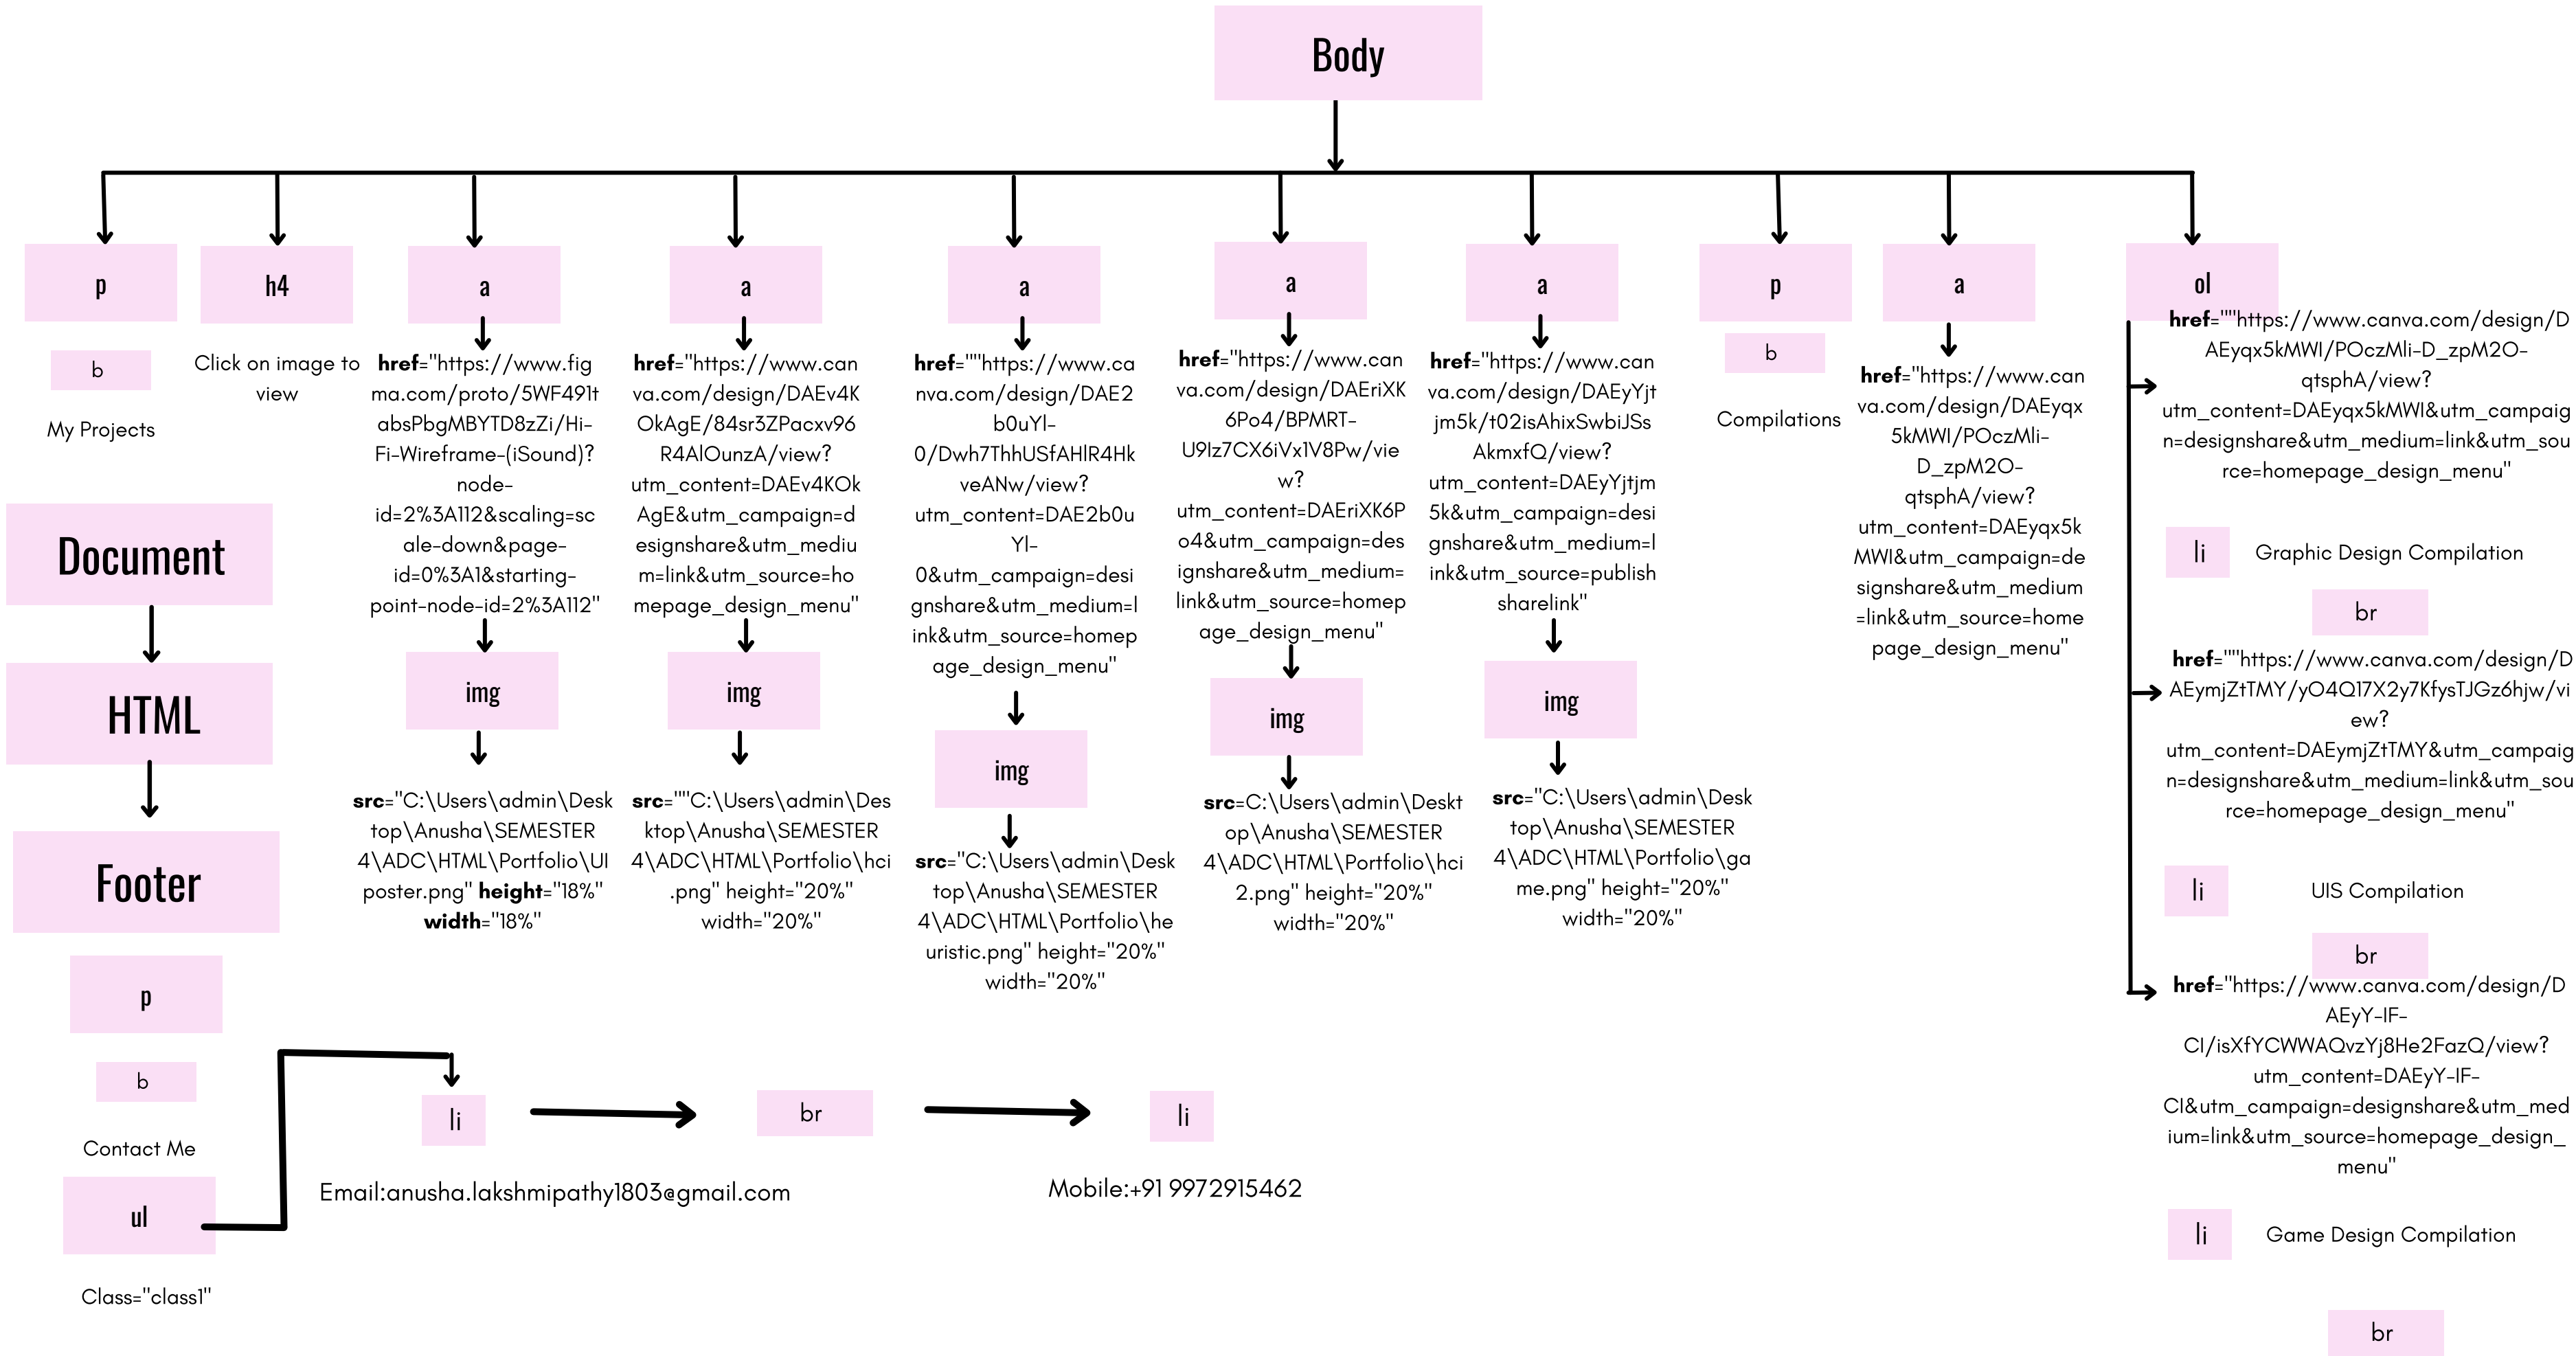 Body
p
h4
a
a
a
a
a
p
a
ol
b
My Projects
Click on image to
view
href="https://www.fig
ma.com/proto/5WF491t
absPbgMBYTD8zZi/Hi-
Fi-Wireframe-(iSound)?
node-
id=2%3A112&scaling=sc
ale-down&page-
id=0%3A1&starting-
point-node-id=2%3A112"
img
src="C:\Users\admin\Desk
top\Anusha\SEMESTER
4\ADC\HTML\Portfolio\UI
poster.png" height="18%"
width="18%"
href="https://www.can
va.com/design/DAEv4K
OkAgE/84sr3ZPacxv96
R4AlOunzA/view?
utm_content=DAEv4KOk
AgE&utm_campaign=d
esignshare&utm_mediu
m=link&utm_source=ho
mepage_design_menu"
img
src=""C:\Users\admin\Des
ktop\Anusha\SEMESTER
4\ADC\HTML\Portfolio\hci
.png" height="20%"
width="20%"
href=""https://www.ca
nva.com/design/DAE2
b0uYl-
0/Dwh7ThhUSfAHlR4Hk
veANw/view?
utm_content=DAE2b0u
Yl-
0&utm_campaign=desi
gnshare&utm_medium=l
ink&utm_source=homep
age_design_menu"
img
src="C:\Users\admin\Desk
top\Anusha\SEMESTER
4\ADC\HTML\Portfolio\he
uristic.png" height="20%"
width="20%"
href="https://www.can
va.com/design/DAEriXK
6Po4/BPMRT-
U9Iz7CX6iVx1V8Pw/vie
w?
utm_content=DAEriXK6P
o4&utm_campaign=des
ignshare&utm_medium=
link&utm_source=homep
age_design_menu"
img
src=C:\Users\admin\Deskt
op\Anusha\SEMESTER
4\ADC\HTML\Portfolio\hci
2.png" height="20%"
width="20%"
href="https://www.can
va.com/design/DAEyYjt
jm5k/t02isAhixSwbiJSs
AkmxfQ/view?
utm_content=DAEyYjtjm
5k&utm_campaign=desi
gnshare&utm_medium=l
ink&utm_source=publish
sharelink"
img
src="C:\Users\admin\Desk
top\Anusha\SEMESTER
4\ADC\HTML\Portfolio\ga
me.png" height="20%"
width="20%"
b
Compilations
href="https://www.can
va.com/design/DAEyqx
5kMWI/POczMli-
D_zpM2O-
qtsphA/view?
utm_content=DAEyqx5k
MWI&utm_campaign=de
signshare&utm_medium
=link&utm_source=home
page_design_menu"
href=""https://www.canva.com/design/D
AEyqx5kMWI/POczMli-D_zpM2O-
qtsphA/view?
utm_content=DAEyqx5kMWI&utm_campaig
n=designshare&utm_medium=link&utm_sou
rce=homepage_design_menu"
li
Graphic Design Compilation
br
href=""https://www.canva.com/design/D
AEymjZtTMY/yO4Q17X2y7KfysTJGz6hjw/vi
ew?
utm_content=DAEymjZtTMY&utm_campaig
n=designshare&utm_medium=link&utm_sou
rce=homepage_design_menu"
li
UIS Compilation
br
href="https://www.canva.com/design/D
AEyY-IF-
CI/isXfYCWWAQvzYj8He2FazQ/view?
utm_content=DAEyY-IF-
CI&utm_campaign=designshare&utm_med
ium=link&utm_source=homepage_design_
menu"
li
Game Design Compilation
br
Document
HTML
Footer
p
b
Contact Me
ul
Class="class1"
li
Email:anusha.lakshmipathy1803@gmail.com
br
li
Mobile:+91 9972915462